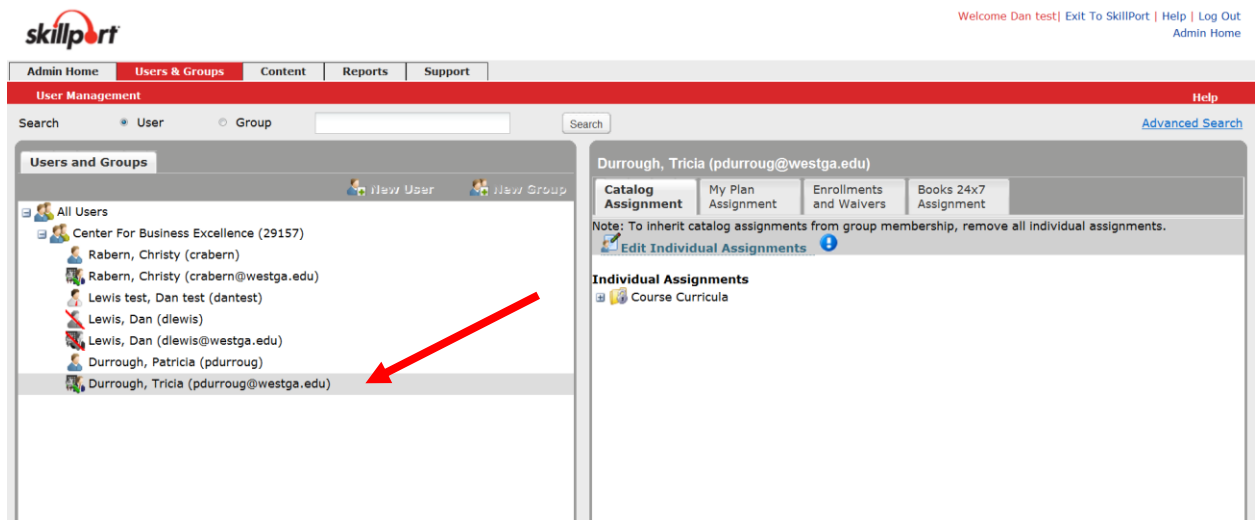 skillport
Welcome Dan test| Exit To SkillPort | Help | Log Out
Admin Home
Admin Home Users & Groups Content Reports Support
User Management Help
Search User Group Search Advanced Search
Users and Groups
New User New Group
All Users
Center For Business Excellence (29157)
Rabern, Christy (crabern)
Rabern, Christy (crabern@westga.edu)
Lewis test, Dan test (dantest)
Lewis, Dan (dlewis)
Lewis, Dan (dlewis@westga.edu)
Durrough, Patricia (pdurroug)
Durrough, Tricia (pdurroug@westga.edu)
Durrough, Tricia (pdurroug@westga.edu)
Catalog Assignment
My Plan Assignment
Enrollments and Waivers
Books 24x7 Assignment
Note: To inherit catalog assignments from group membership, remove all individual assignments.
Edit Individual Assignments
Individual Assignments
Course Curricula